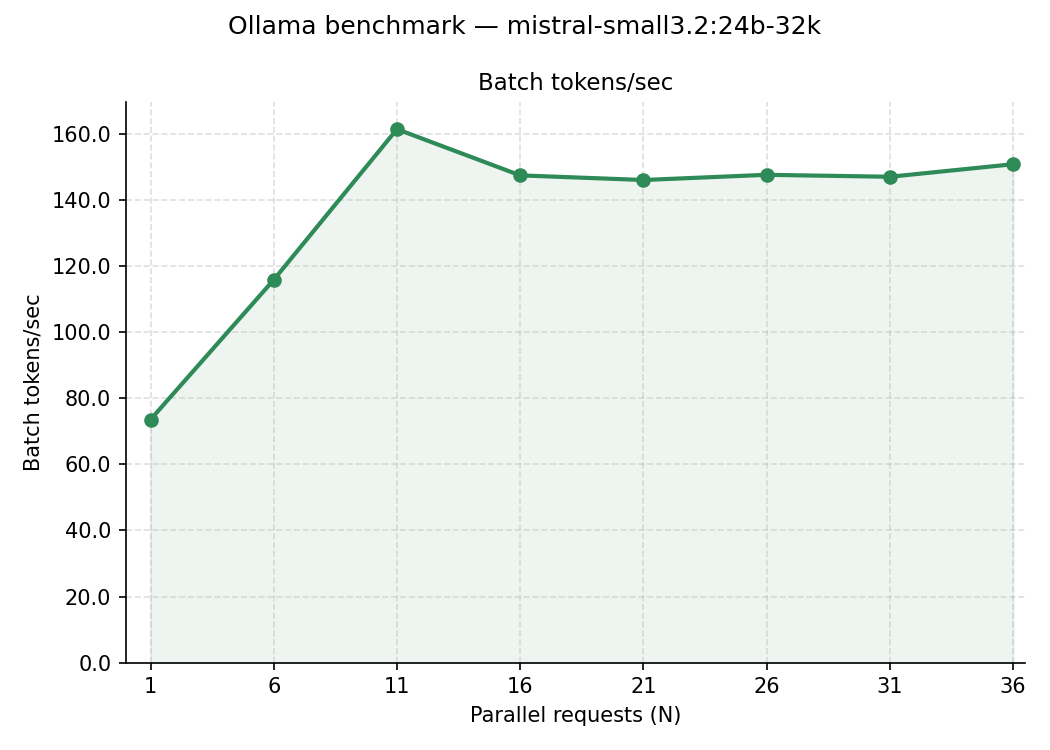 Ollama benchmark — mistral-small3.2:24b-32k
Batch tokens/sec
Batch tokens/sec
160.0
140.0
120.0
100.0
80.0
60.0
40.0
20.0
0.0
1 6 11 16 21 26 31 36
Parallel requests (N)